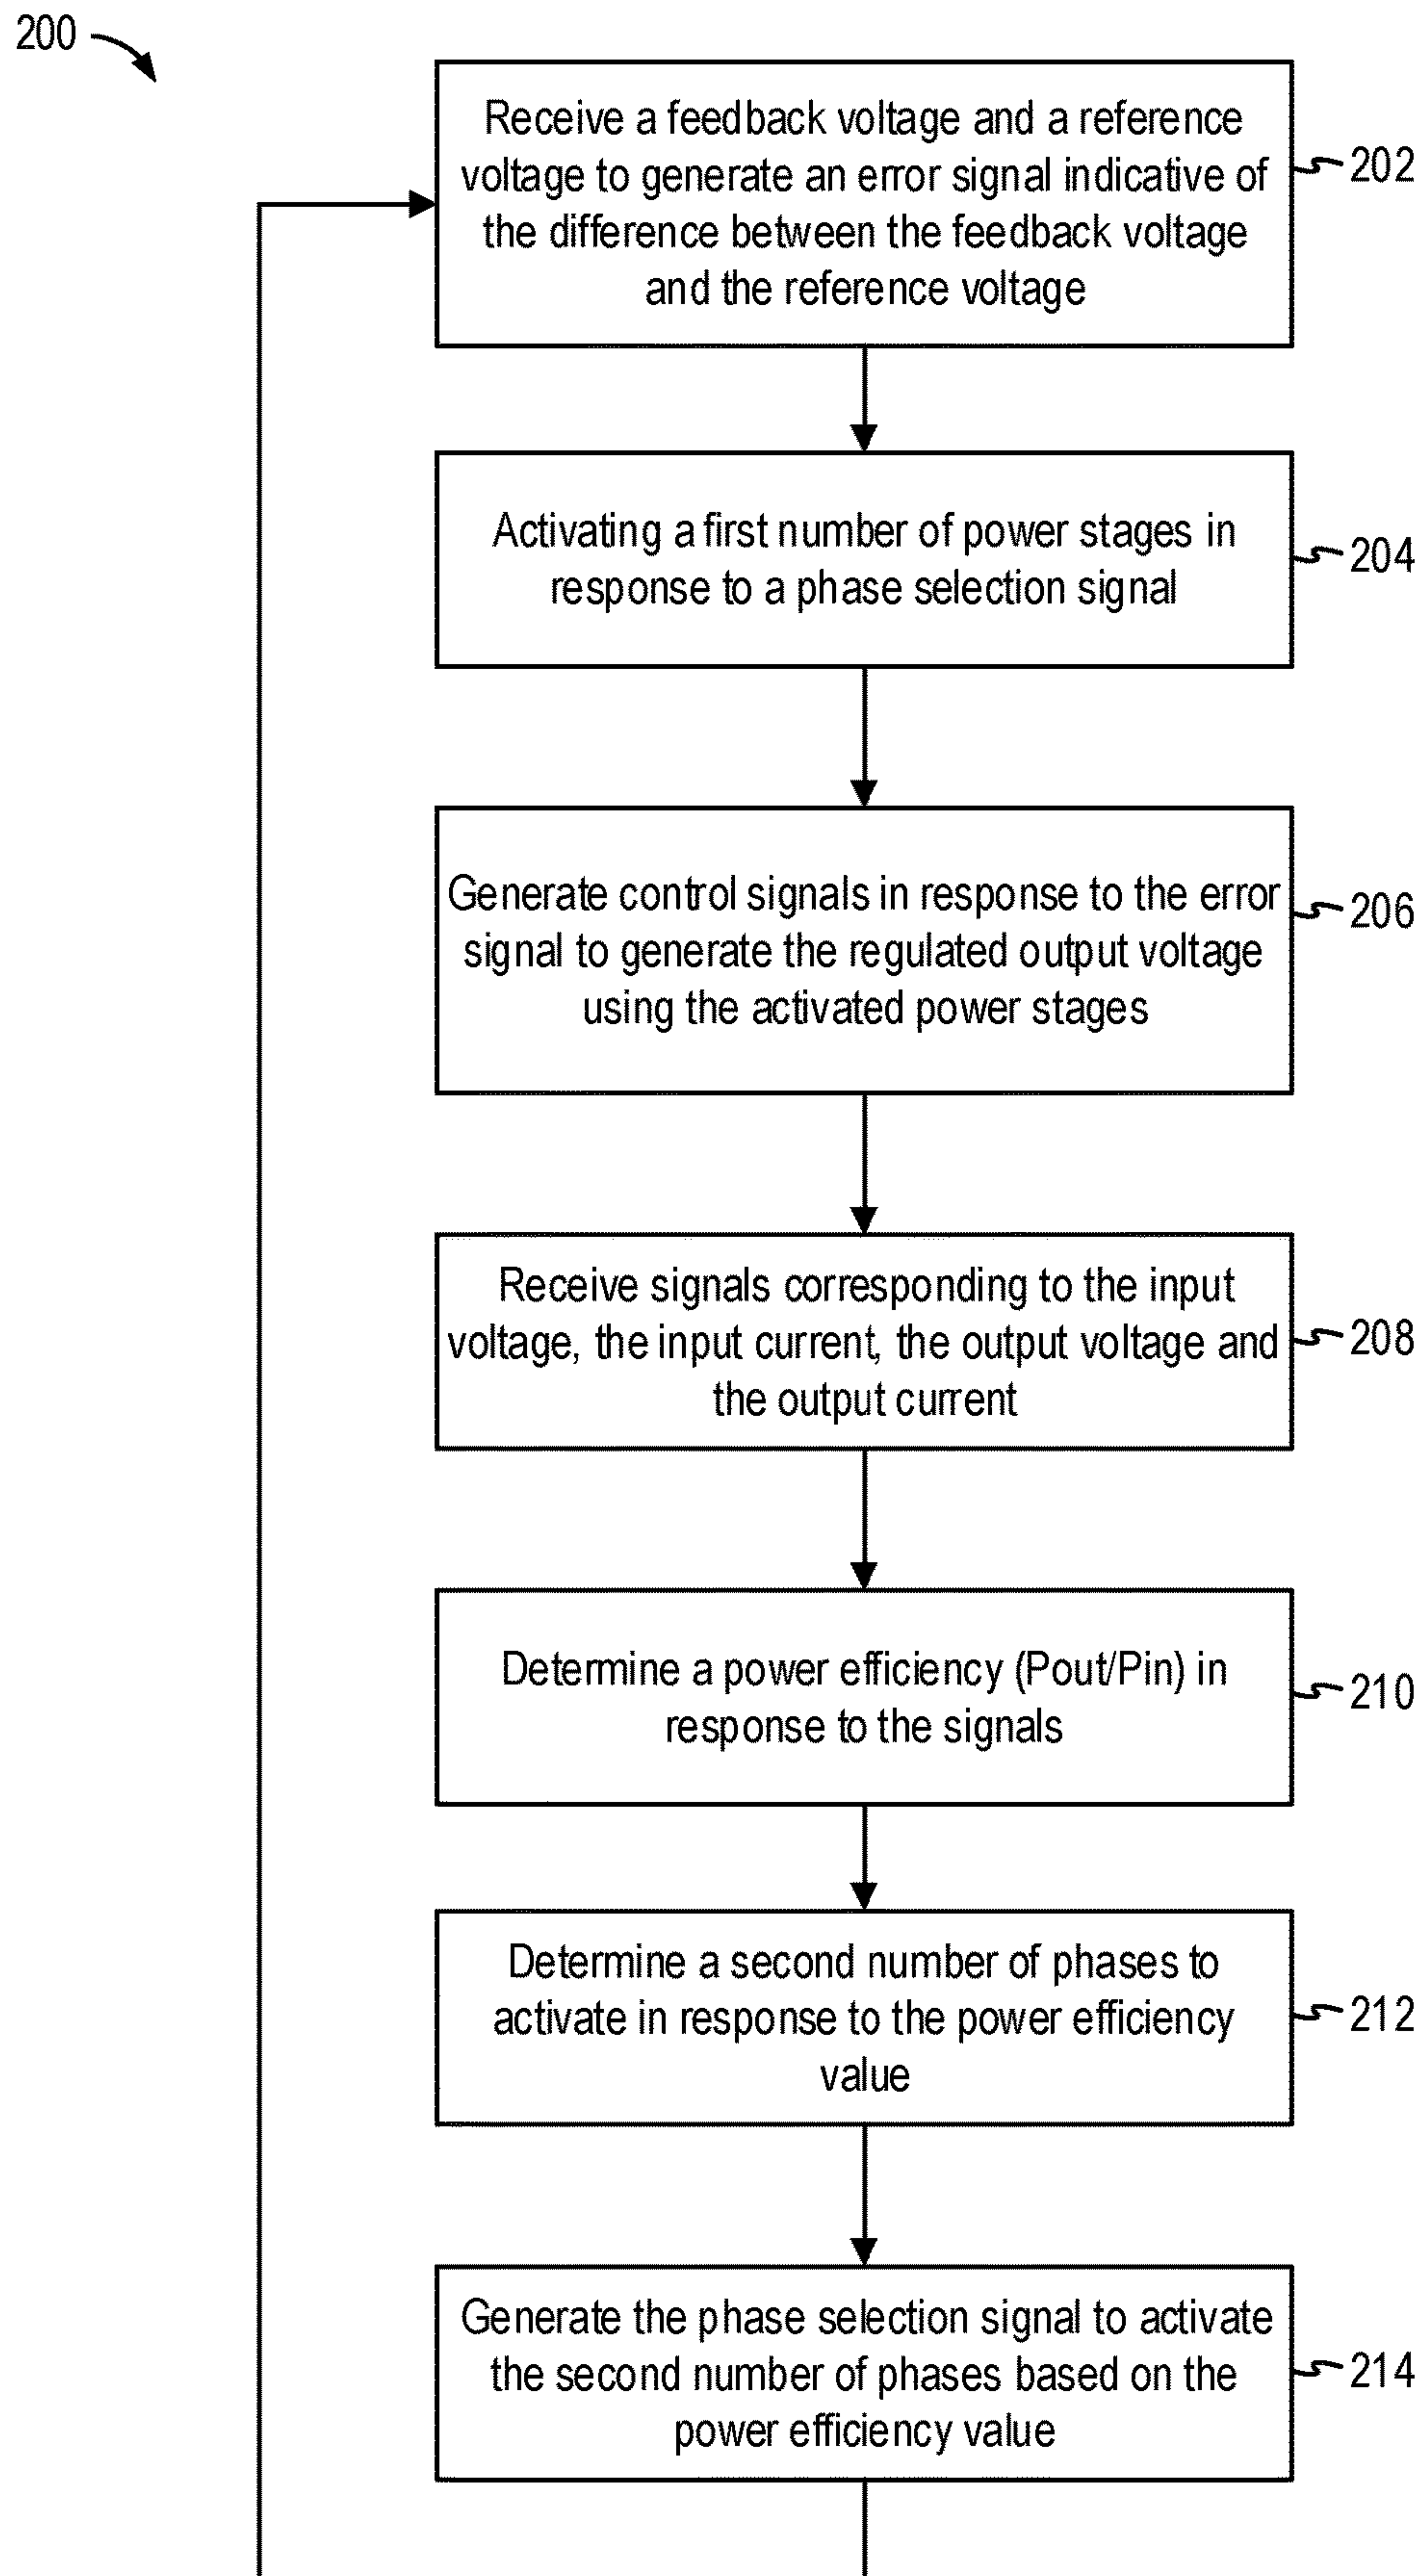 200
Receive a feedback voltage and a reference
voltage to generate an error signal indicative of
the difference between the feedback voltage
and the reference voltage
202
Activating a first number of power stages in
response to a phase selection signal
204
Generate control signals in response to the error
signal to generate the regulated output voltage
using the activated power stages
206
Receive signals corresponding to the input
voltage, the input current, the output voltage and
the output current
208
Determine a power efficiency (Pout/Pin) in
response to the signals
210
Determine a second number of phases to
activate in response to the power efficiency
value
212
Generate the phase selection signal to activate
the second number of phases based on the
power efficiency value
214